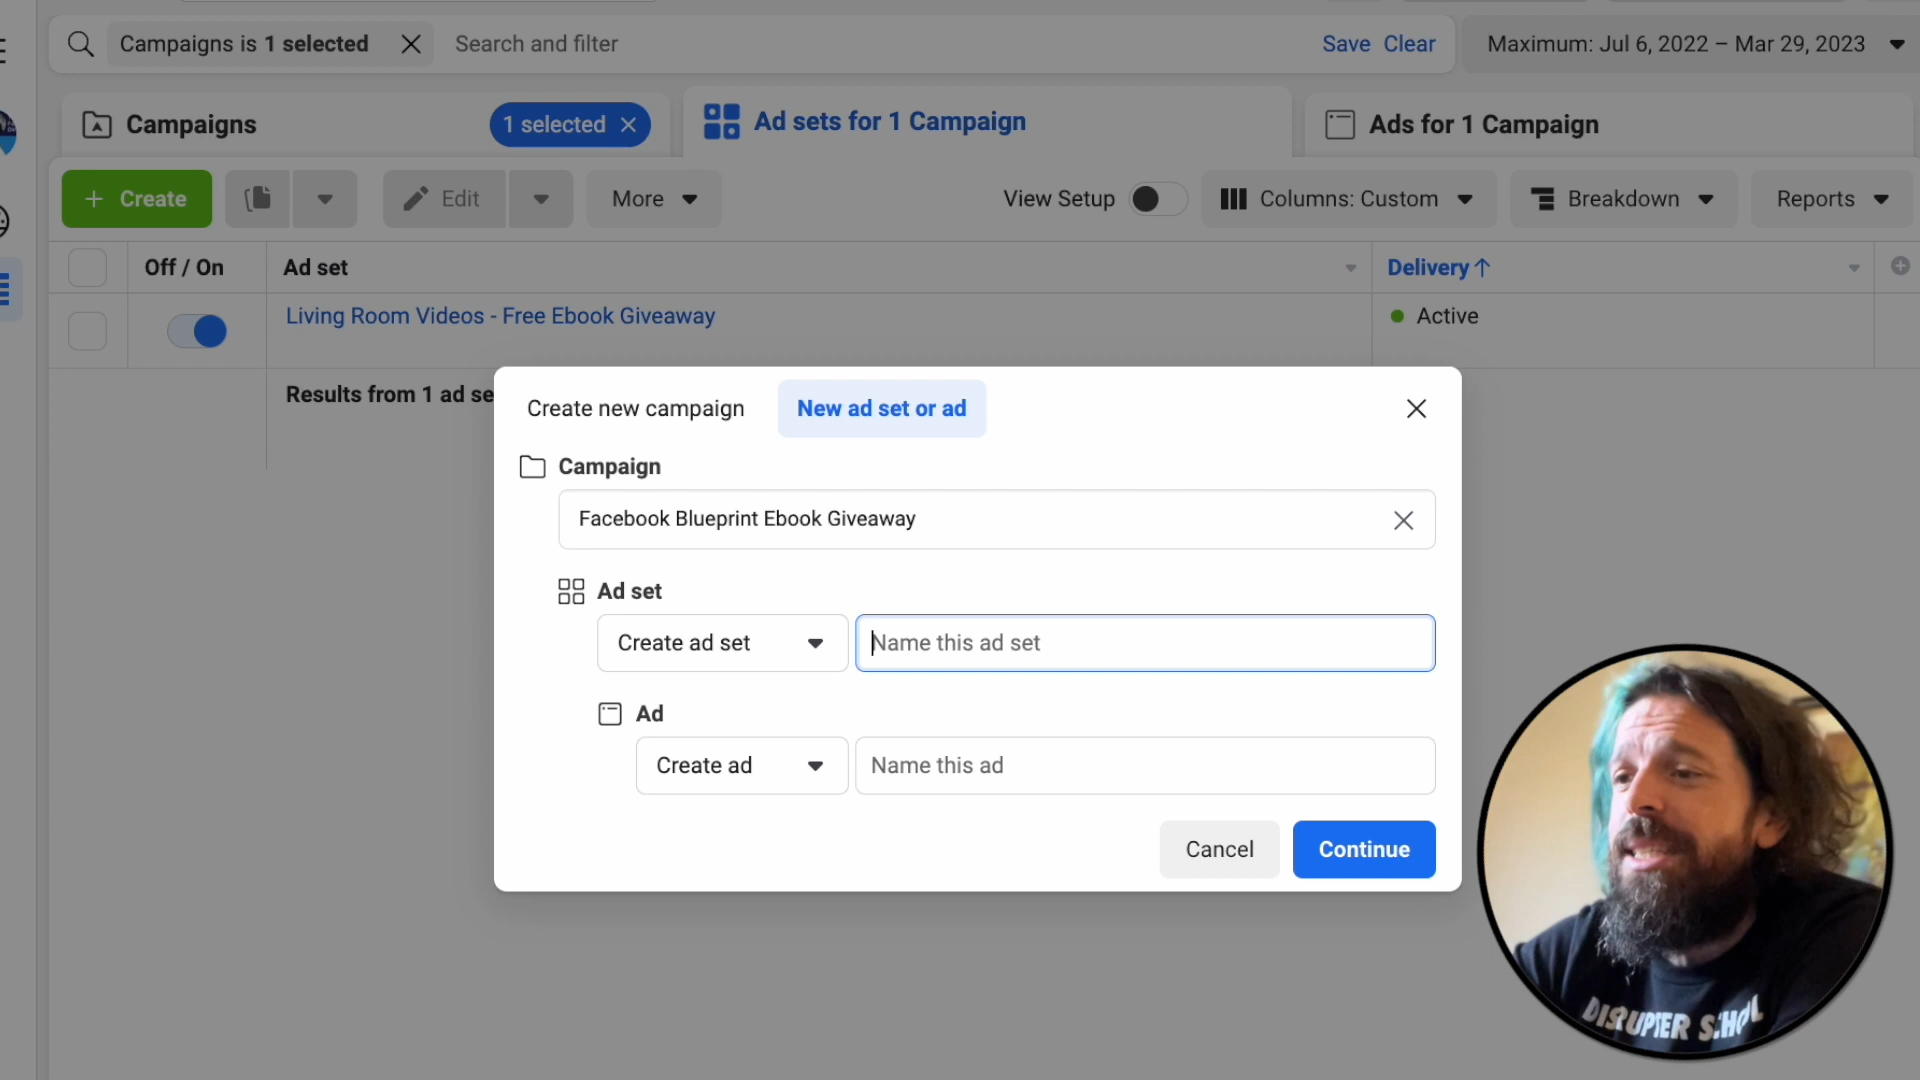 Campaigns is 1 selected
Search and filter
Save
Clear
Maximum: Jul 6, 2022 – Mar 29, 2023
Campaigns
1 selected
Ad sets for 1 Campaign
Ads for 1 Campaign
+ Create
Edit
More
View Setup
Columns: Custom
Breakdown
Reports
Off / On
Ad set
Delivery ↑
Living Room Videos - Free Ebook Giveaway
Active
Results from 1 ad se
Create new campaign
New ad set or ad
Campaign
Facebook Blueprint Ebook Giveaway
Ad set
Create ad set
Name this ad set
Ad
Create ad
Name this ad
Cancel
Continue
DISRUPTER SCHOOL